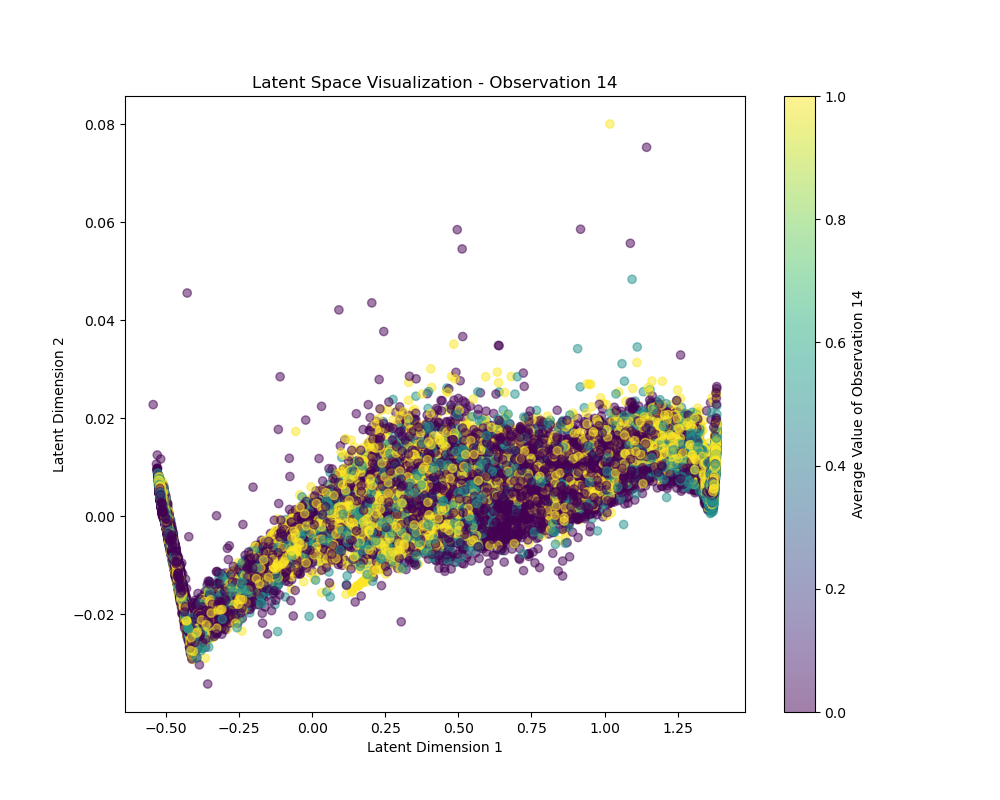 Latent Space Visualization - Observation 14
0.08
0.06
0.04
0.02
0.00
−0.02
Latent Dimension 2
−0.50 −0.25 0.00 0.25 0.50 0.75 1.00 1.25
Latent Dimension 1
1.0
0.8
0.6
0.4
0.2
0.0
Average Value of Observation 14